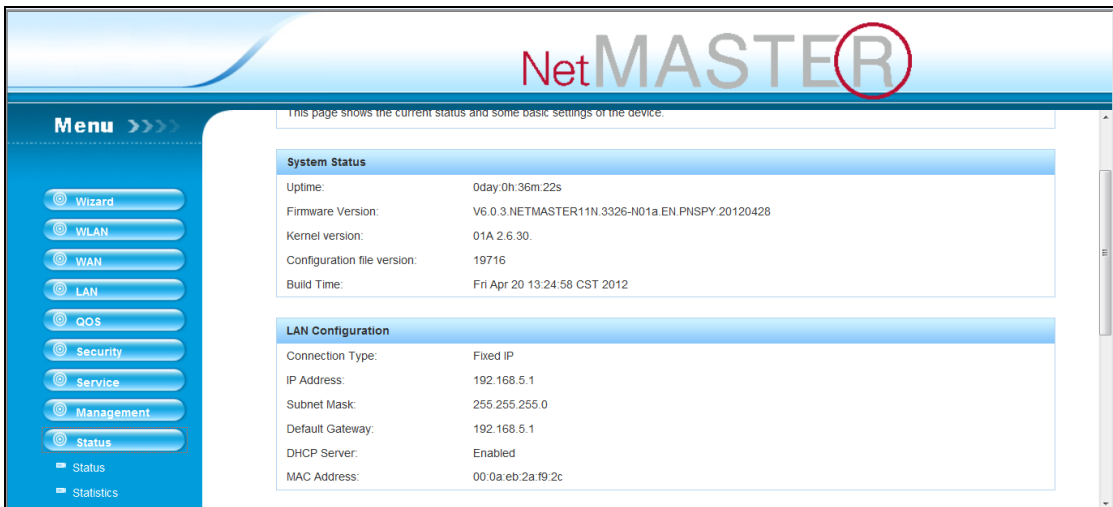 NetMASTER
Menu >>>>
Wizard
WLAN
WAN
LAN
QOS
Security
Service
Management
Status
Status
Statistics
This page shows the current status and some basic settings of the device.
System Status
Uptime: 0day:0h:36m:22s
Firmware Version: V6.0.3.NETMASTER11N.3326-N01a.EN.PNSPY.20120428
Kernel version: 01A 2.6.30.
Configuration file version: 19716
Build Time: Fri Apr 20 13:24:58 CST 2012
LAN Configuration
Connection Type: Fixed IP
IP Address: 192.168.5.1
Subnet Mask: 255.255.255.0
Default Gateway: 192.168.5.1
DHCP Server: Enabled
MAC Address: 00:0a:eb:2a:f9:2c